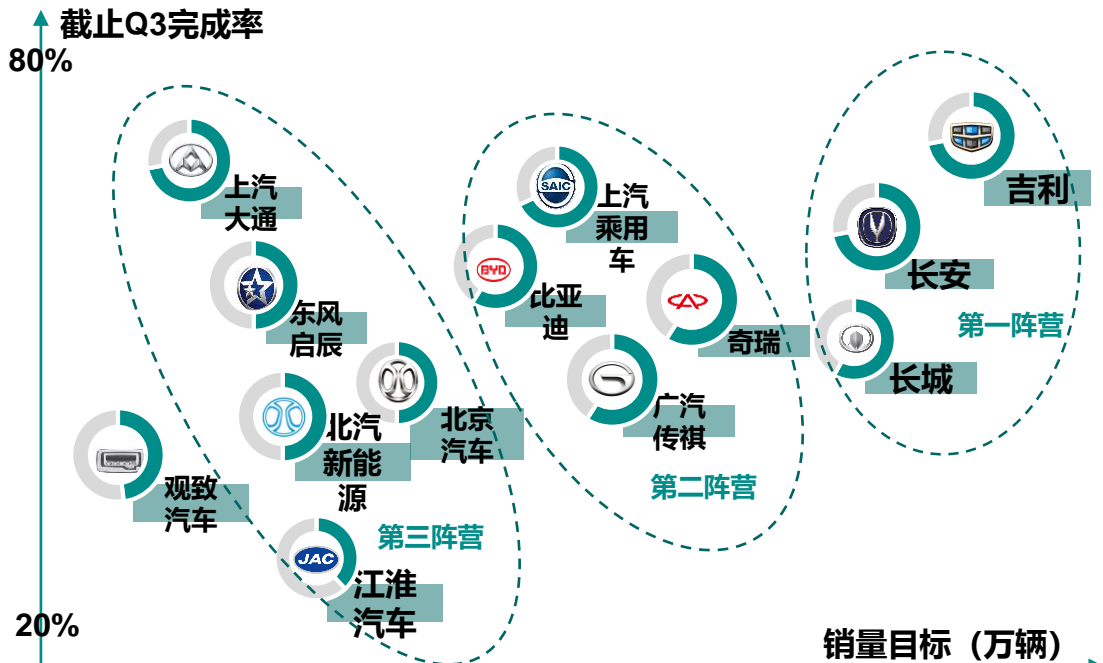 截止Q3完成率
80%
吉利
上汽
大通
SAIC
上汽
乘用
车
长安
BYD
比亚
迪
东风
启辰
奇瑞
第一阵营
长城
北京
汽车
广汽
传祺
北汽
新能
源
观致
汽车
第二阵营
第三阵营
JAC
江淮
汽车
20%
销量目标（万辆）